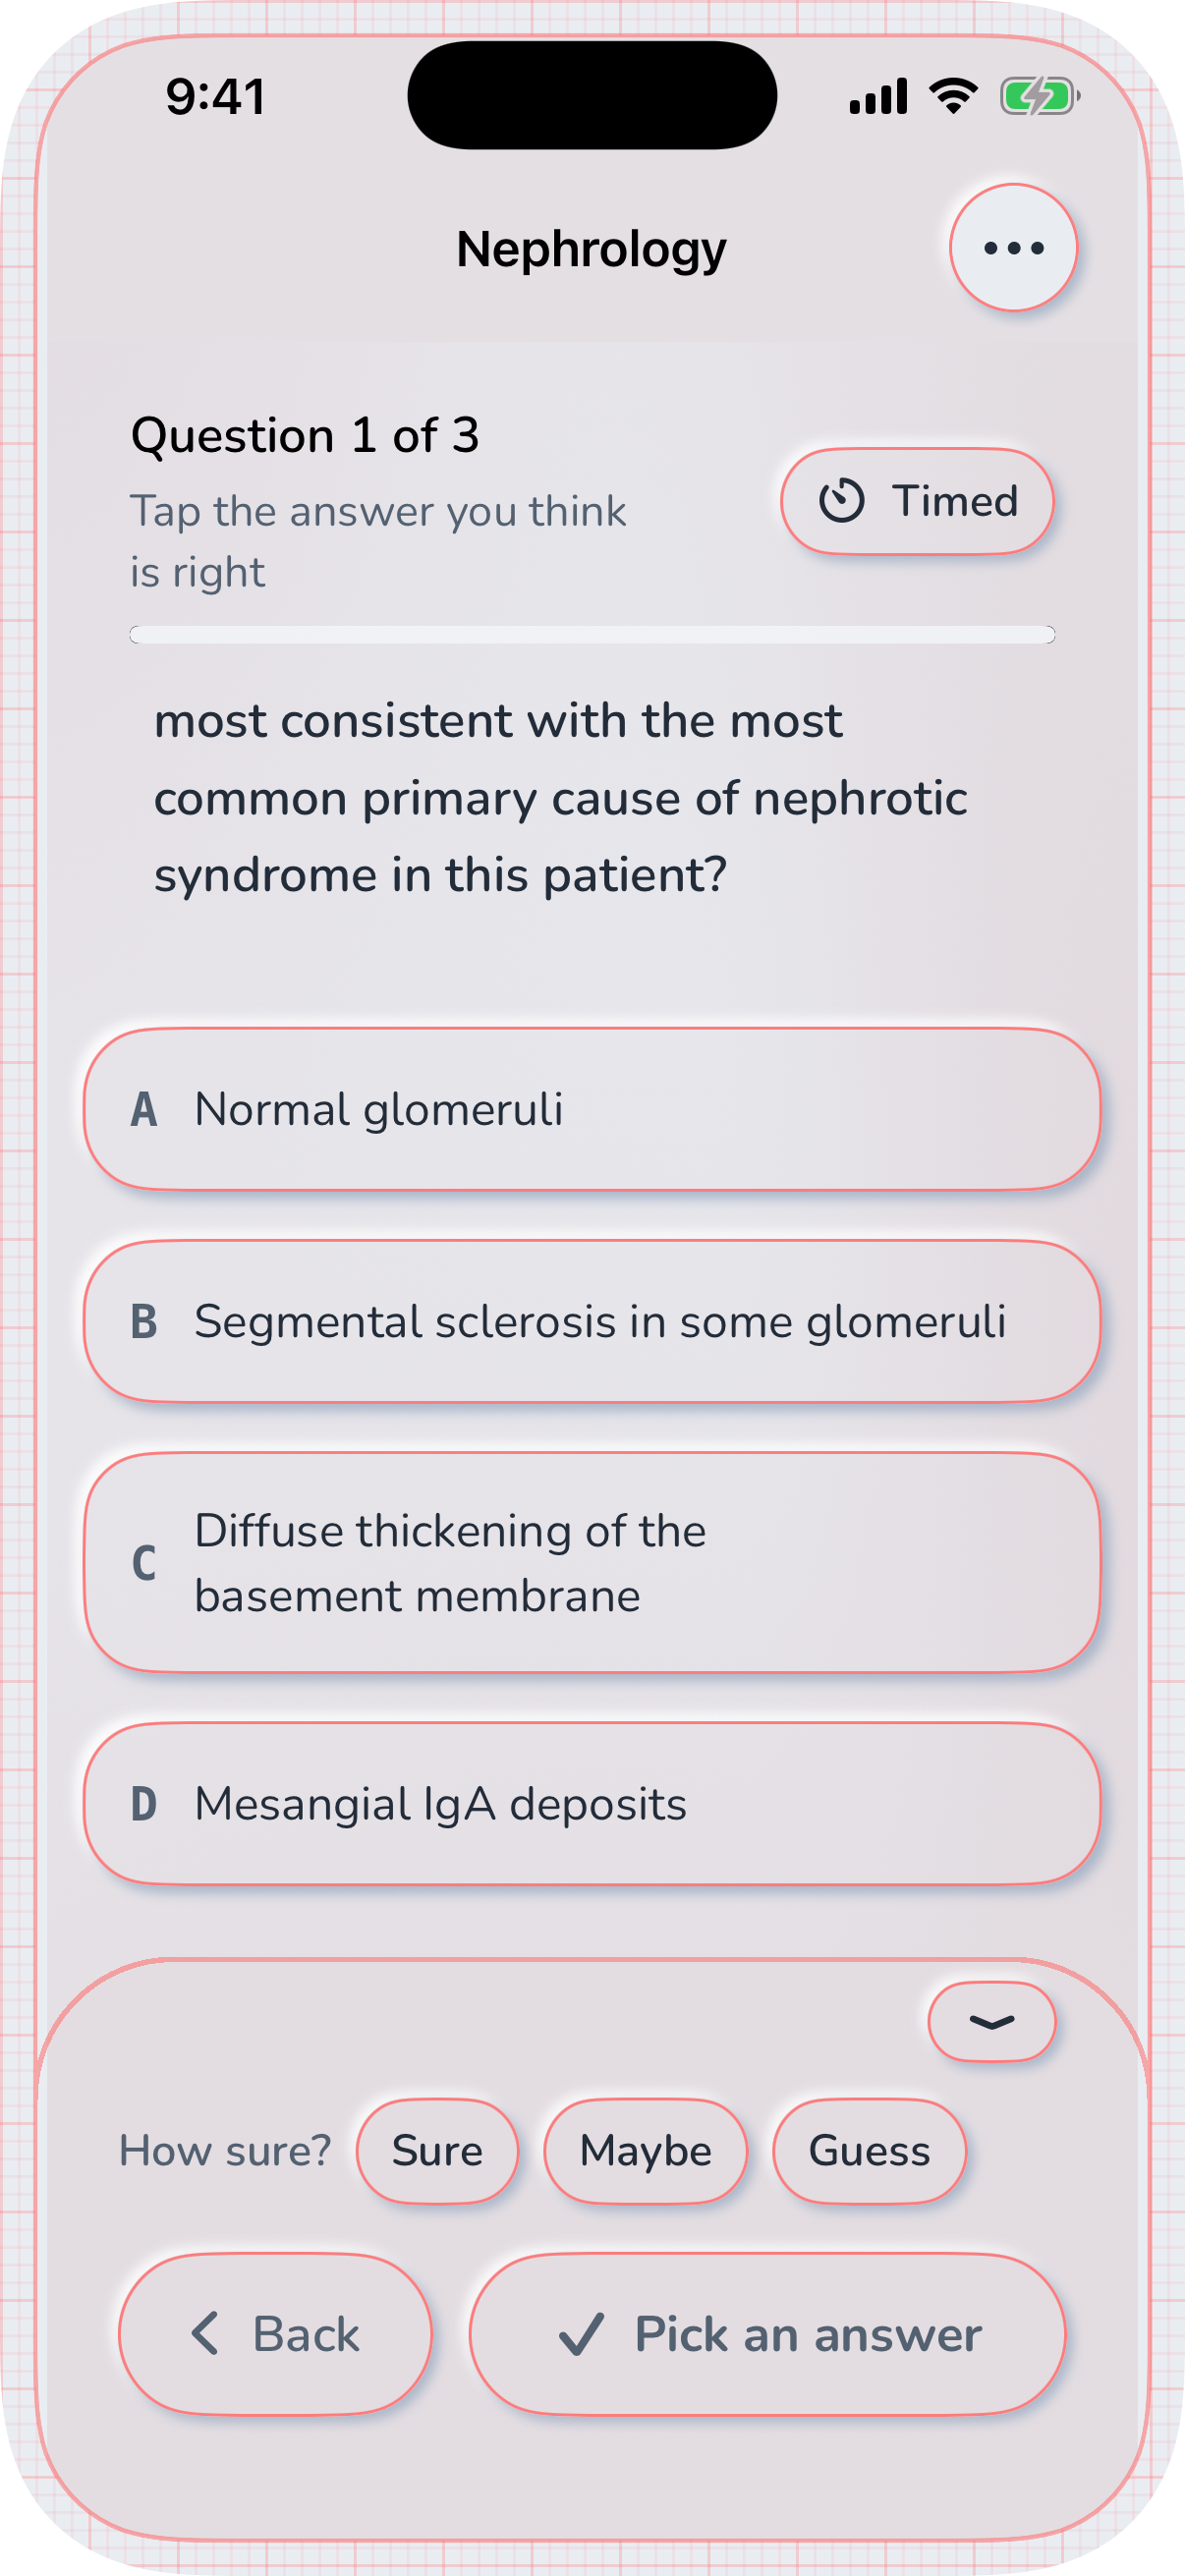 9:41
Nephrology
Question 1 of 3
Tap the answer you think
is right
Timed
most consistent with the most
common primary cause of nephrotic
syndrome in this patient?
A Normal glomeruli
B Segmental sclerosis in some glomeruli
C Diffuse thickening of the
basement membrane
D Mesangial IgA deposits
How sure? Sure Maybe Guess
Back Pick an answer